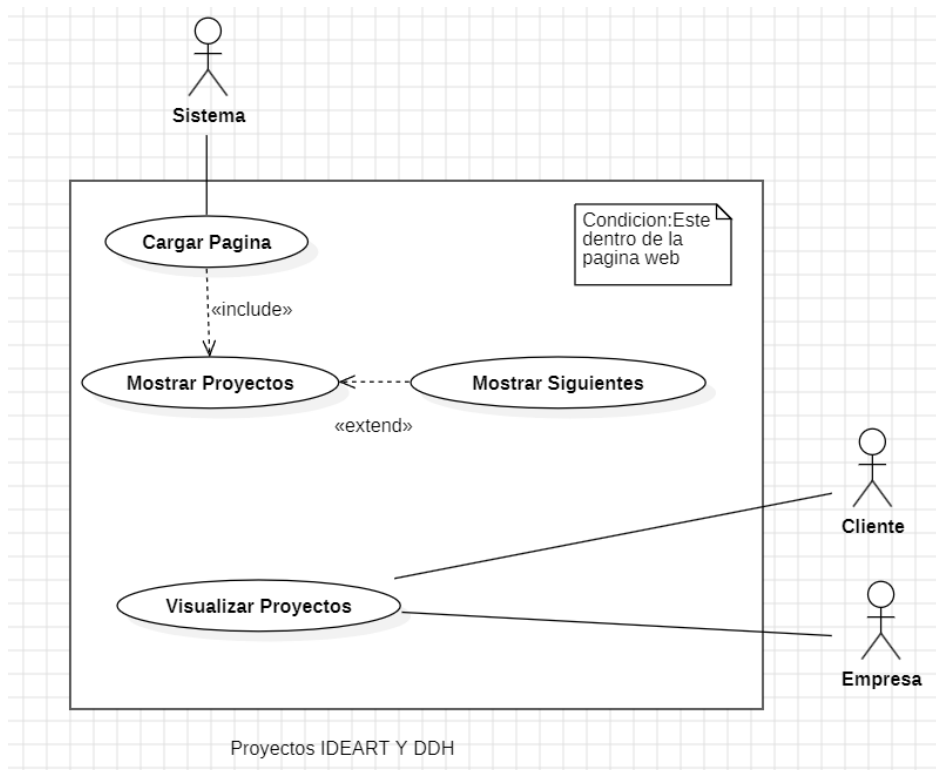 Sistema
Cargar Pagina
Condicion:Este
dentro de la
pagina web
«include»
Mostrar Proyectos
Mostrar Siguientes
«extend»
Cliente
Visualizar Proyectos
Empresa
Proyectos IDEART Y DDH